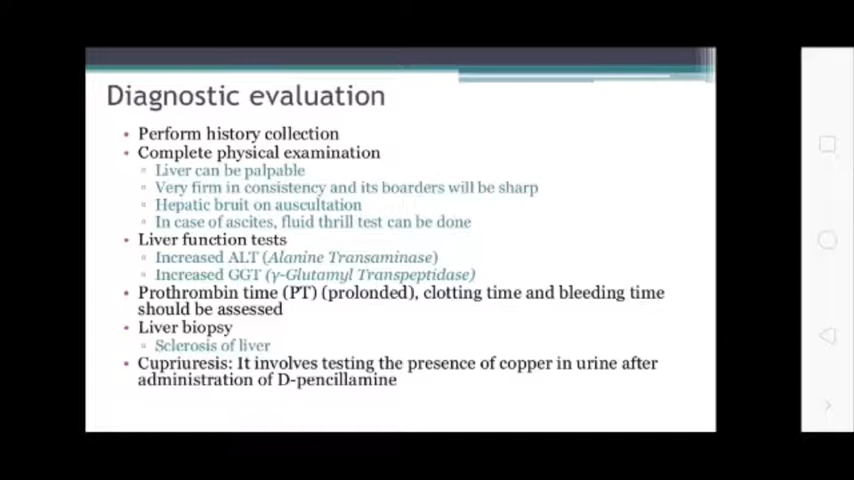 Diagnostic evaluation
• Perform history collection
• Complete physical examination
▫ Liver can be palpable
▫ Very firm in consistency and its boarders will be sharp
▫ Hepatic bruit on auscultation
▫ In case of ascites, fluid thrill test can be done
• Liver function tests
▫ Increased ALT (Alanine Transaminase)
▫ Increased GGT (γ-Glutamyl Transpeptidase)
• Prothrombin time (PT) (prolonded), clotting time and bleeding time
should be assessed
• Liver biopsy
▫ Sclerosis of liver
• Cupriuresis: It involves testing the presence of copper in urine after
administration of D-pencillamine